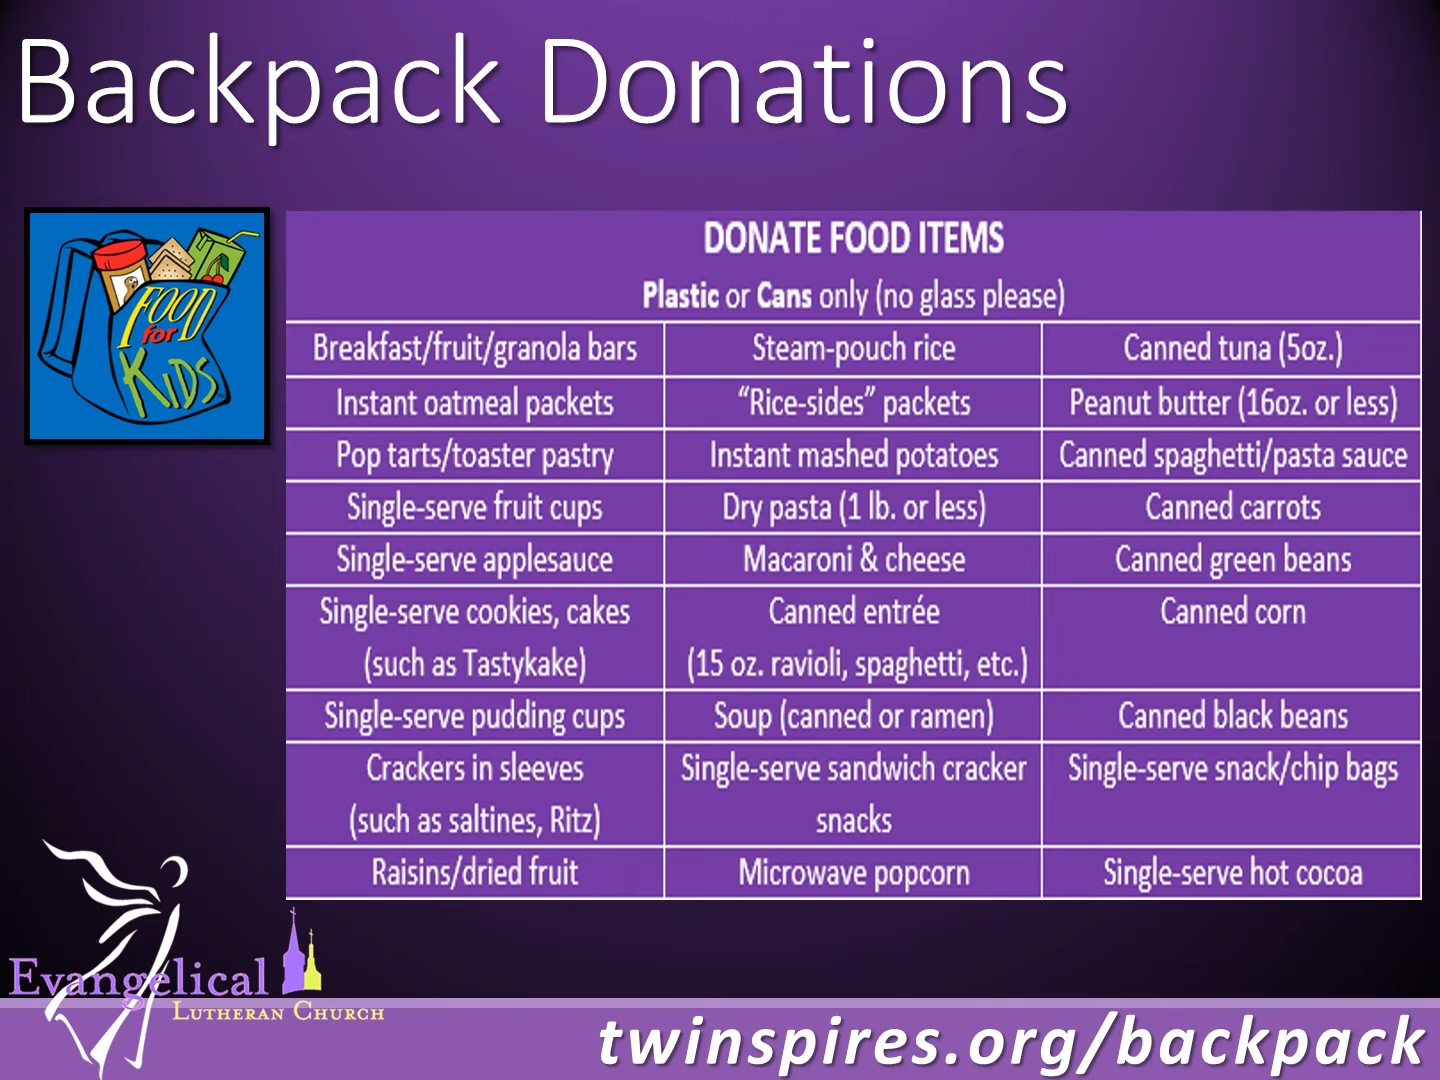 Backpack Donations
FOOD
for
KIDS
DONATE FOOD ITEMS
Plastic or Cans only (no glass please)
Breakfast/fruit/granola bars
Steam-pouch rice
Canned tuna (5oz.)
Instant oatmeal packets
“Rice-sides” packets
Peanut butter (16oz. or less)
Pop tarts/toaster pastry
Instant mashed potatoes
Canned spaghetti/pasta sauce
Single-serve fruit cups
Dry pasta (1 lb. or less)
Canned carrots
Single-serve applesauce
Macaroni & cheese
Canned green beans
Single-serve cookies, cakes
(such as Tastykake)
Canned entrée
(15 oz. ravioli, spaghetti, etc.)
Canned corn
Single-serve pudding cups
Soup (canned or ramen)
Canned black beans
Crackers in sleeves
(such as saltines, Ritz)
Single-serve sandwich cracker
snacks
Single-serve snack/chip bags
Raisins/dried fruit
Microwave popcorn
Single-serve hot cocoa
Evangelical
LUTHERAN CHURCH
twinspires.org/backpack